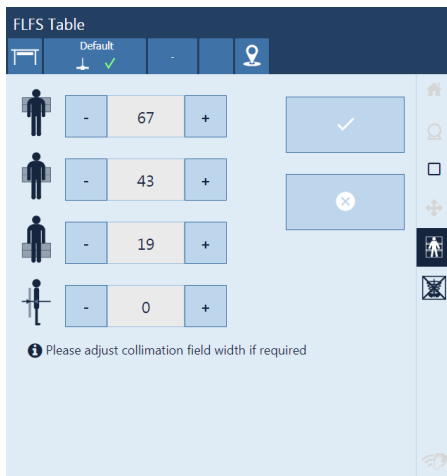 FLFS Table
Default
-
- 67 +
- 43 +
- 19 +
- 0 +
Please adjust collimation field width if required